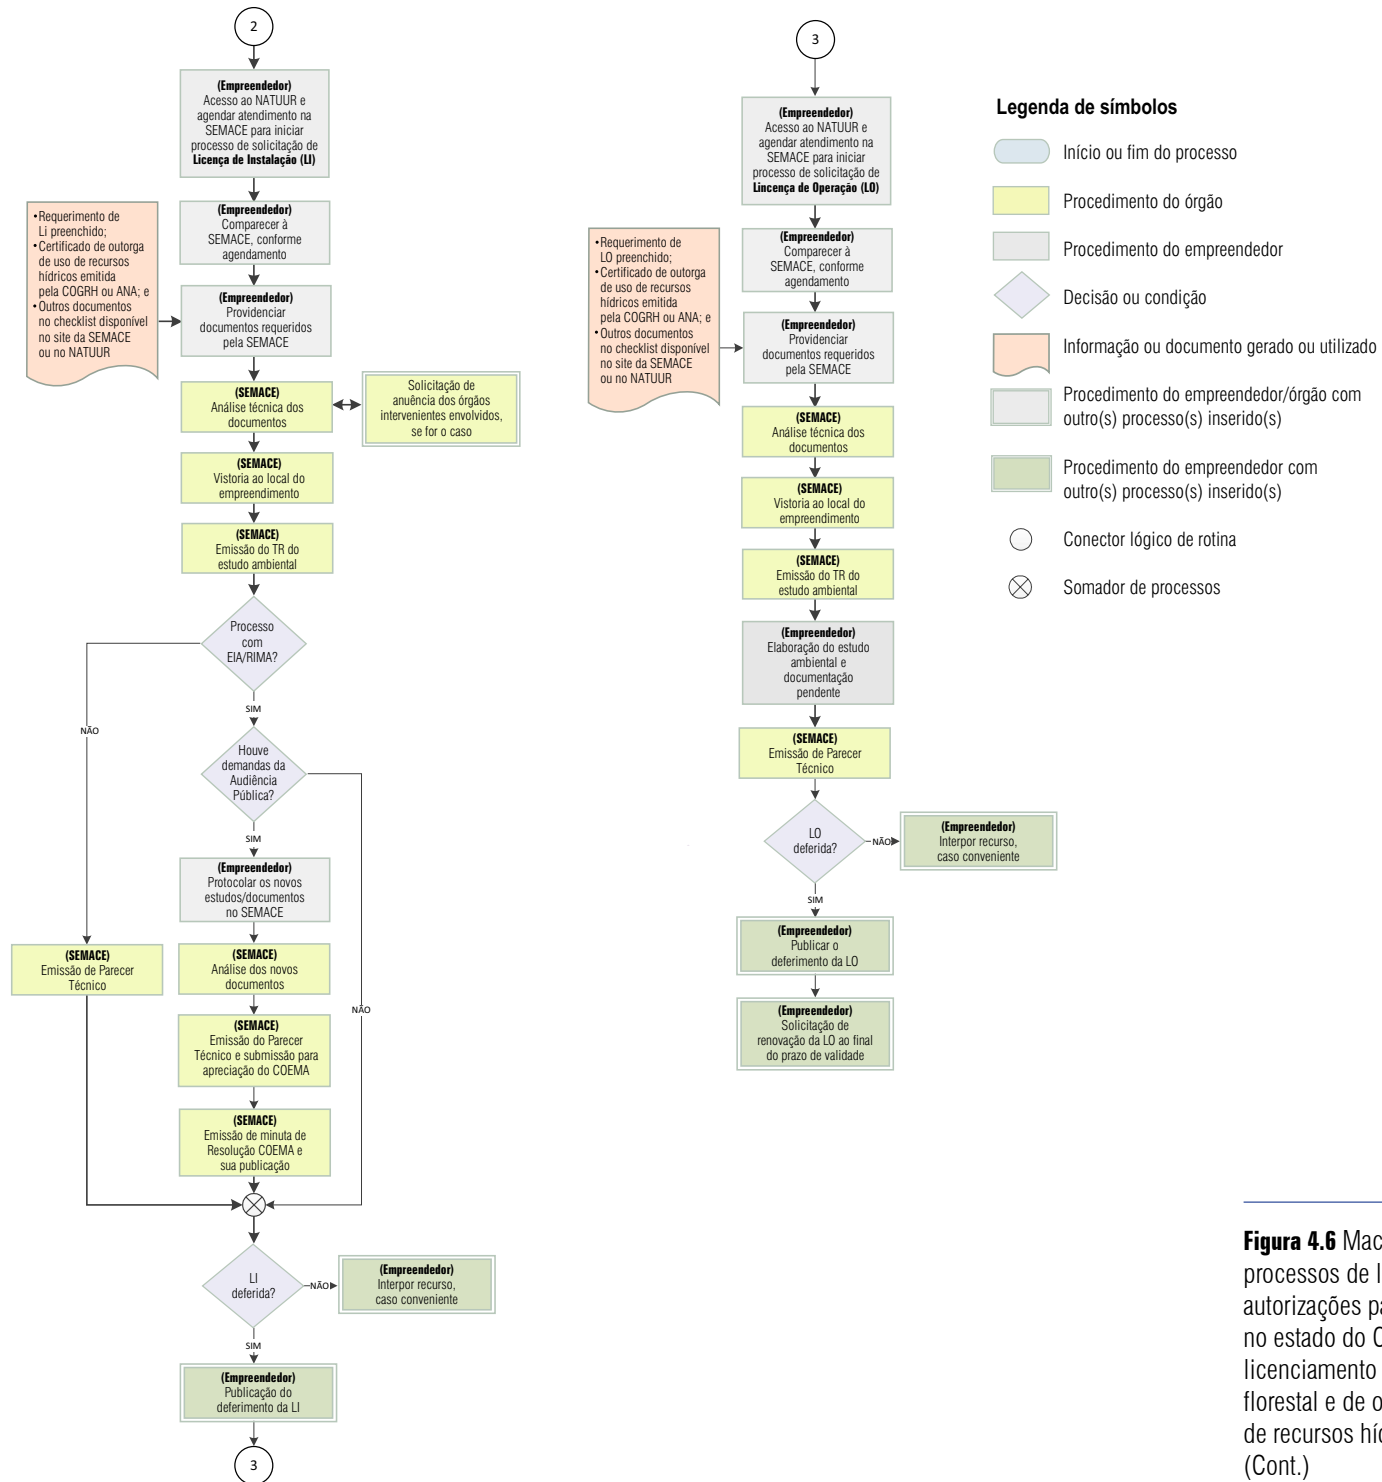 2
(Empreendedor)
Acesso ao NATUUR e
agendar atendimento na
SEMACE para iniciar
processo de solicitação de
Licença de Instalação (LI)
(Empreendedor)
Comparecer à
SEMACE, conforme
agendamento
•Requerimento de
Li preenchido;
•Certificado de outorga
de uso de recursos
hídricos emitida
pela COGRH ou ANA; e
•Outros documentos
no checklist disponível
no site da SEMACE
ou no NATUUR
(Empreendedor)
Providenciar
documentos requeridos
pela SEMACE
(SEMACE)
Análise técnica dos
documentos
Solicitação de
anuência dos órgãos
intervenientes envolvidos,
se for o caso
(SEMACE)
Vistoria ao local do
empreendimento
(SEMACE)
Emissão do TR do
estudo ambiental
Processo
com
EIA/RIMA?
SIM
NÃO
Houve
demandas da
Audiência
Pública?
SIM
NÃO
(Empreendedor)
Protocolar os novos
estudos/documentos
no SEMACE
(SEMACE)
Emissão de Parecer
Técnico
(SEMACE)
Análise dos novos
documentos
(SEMACE)
Emissão do Parecer
Técnico e submissão para
apreciação do COEMA
(SEMACE)
Emissão de minuta de
Resolução COEMA e
sua publicação
LI
deferida?
NÃO
(Empreendedor)
Interpor recurso,
caso conveniente
SIM
(Empreendedor)
Publicação do
deferimento da LI
3
3
(Empreendedor)
Acesso ao NATUUR e
agendar atendimento na
SEMACE para iniciar
processo de solicitação de
Lincença de Operação (LO)
(Empreendedor)
Comparecer à
SEMACE, conforme
agendamento
•Requerimento de
LO preenchido;
•Certificado de outorga
de uso de recursos
hídricos emitida
pela COGRH ou ANA; e
•Outros documentos
no checklist disponível
no site da SEMACE
ou no NATUUR
(Empreendedor)
Providenciar
documentos requeridos
pela SEMACE
(SEMACE)
Análise técnica dos
documentos
(SEMACE)
Vistoria ao local do
empreendimento
(SEMACE)
Emissão do TR do
estudo ambiental
(Empreendedor)
Elaboração do estudo
ambiental e
documentação
pendente
(SEMACE)
Emissão de Parecer
Técnico
LO
deferida?
NÃO
(Empreendedor)
Interpor recurso,
caso conveniente
SIM
(Empreendedor)
Publicar o
deferimento da LO
(Empreendedor)
Solicitação de
renovação da LO ao final
do prazo de validade
Legenda de símbolos
Início ou fim do processo
Procedimento do órgão
Procedimento do empreendedor
Decisão ou condição
Informação ou documento gerado ou utilizado
Procedimento do empreendedor/órgão com
outro(s) processo(s) inserido(s)
Procedimento do empreendedor com
outro(s) processo(s) inserido(s)
Conector lógico de rotina
Somador de processos
Figura 4.6 Mac
processos de l
autorizações pa
no estado do C
licenciamento
florestal e de o
de recursos híd
(Cont.)